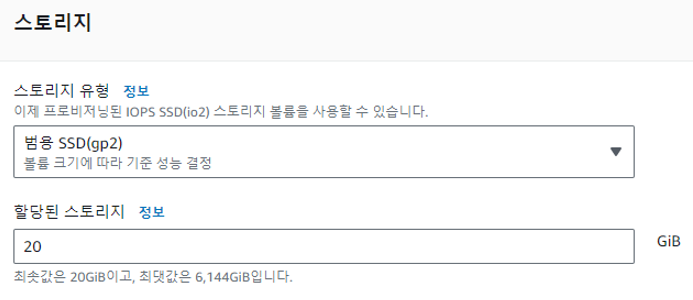 스토리지
스토리지 유형 정보
이제 프로비저닝된 IOPS SSD(io2) 스토리지 볼륨을 사용할 수 있습니다.
범용 SSD(gp2)
볼륨 크기에 따라 기준 성능 결정
할당된 스토리지 정보
20 GiB
최솟값은 20GiB이고, 최댓값은 6,144GiB입니다.